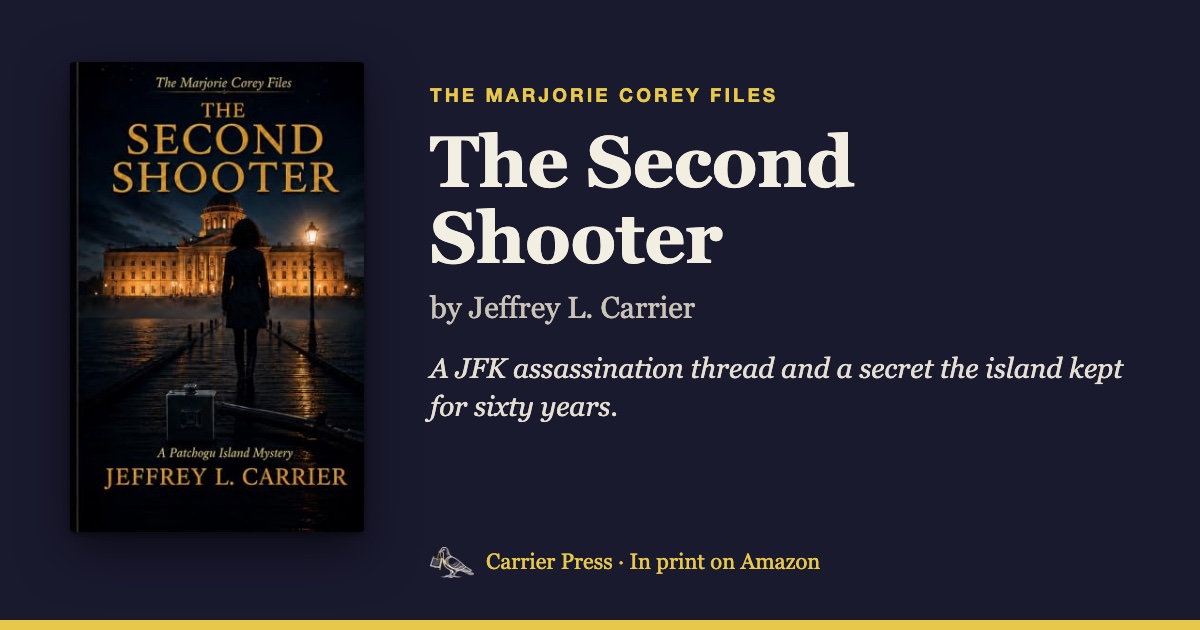 The Marjorie Corey Files
THE
SECOND
SHOOTER
A Patchogu Island Mystery
JEFFREY L. CARRIER
THE MARJORIE COREY FILES
The Second
Shooter
by Jeffrey L. Carrier
A JFK assassination thread and a secret the island kept
for sixty years.
Carrier Press · In print on Amazon